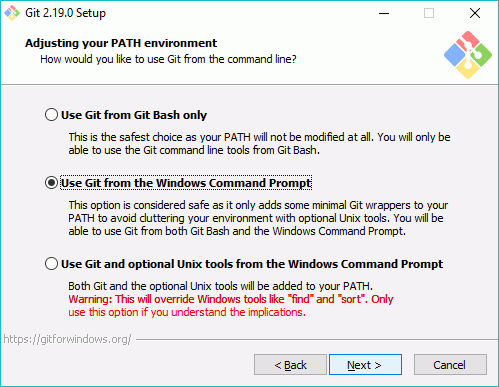 Git 2.19.0 Setup
Adjusting your PATH environment
How would you like to use Git from the command line?
Use Git from Git Bash only
This is the safest choice as your PATH will not be modified at all. You will only be
able to use the Git command line tools from Git Bash.
Use Git from the Windows Command Prompt
This option is considered safe as it only adds some minimal Git wrappers to your
PATH to avoid cluttering your environment with optional Unix tools. You will be
able to use Git from both Git Bash and the Windows Command Prompt.
Use Git and optional Unix tools from the Windows Command Prompt
Both Git and the optional Unix tools will be added to your PATH.
Warning: This will override Windows tools like "find" and "sort". Only
use this option if you understand the implications.
https://gitforwindows.org/
< Back
Next >
Cancel